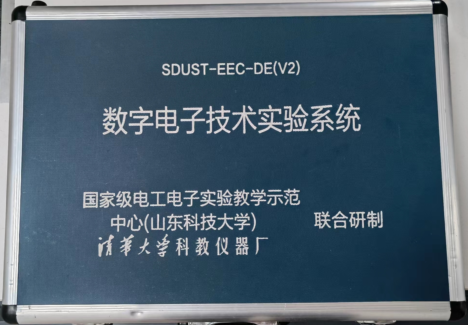 SDUST-EEC-DE(V2)
数字电子技术实验系统
国家级电工电子实验教学示范
中心(山东科技大学)
联合研制
清华大学科教仪器厂